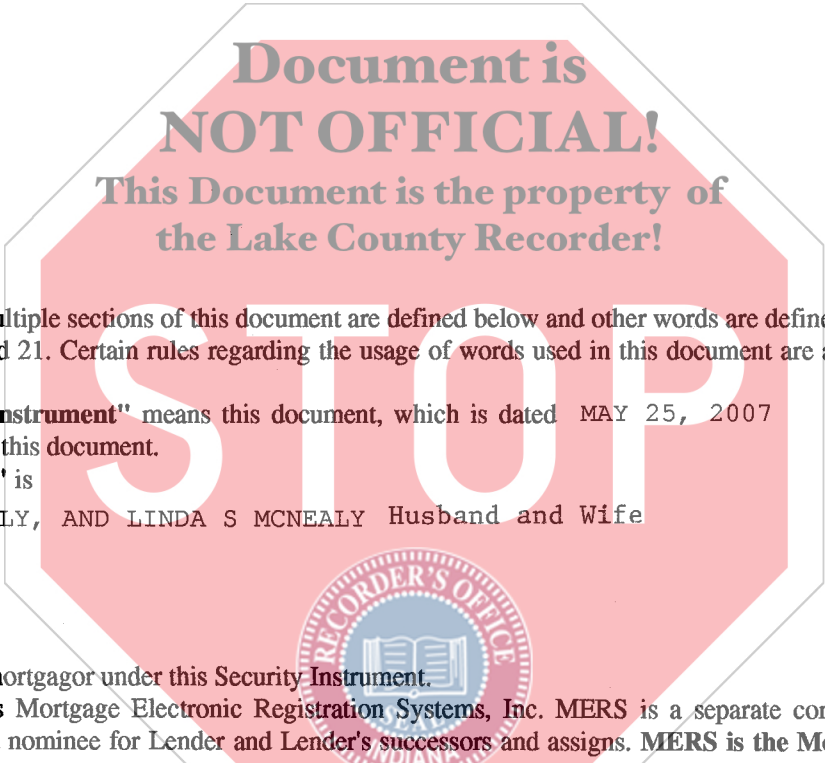 Document is
NOT OFFICIAL!
This Document is the property of
the Lake County Recorder!
ultiple sections of this document are defined below and other words are define
d 21. Certain rules regarding the usage of words used in this document are a
nstrument" means this document, which is dated MAY 25, 2007
this document.
" is
LY, AND LINDA S MCNEALY Husband and Wife
STOP
RECORDER'S OFFICE
INDIANA
ortgagor under this Security Instrument.
s Mortgage Electronic Registration Systems, Inc. MERS is a separate cor
nominee for Lender and Lender's successors and assigns. MERS is the Mo